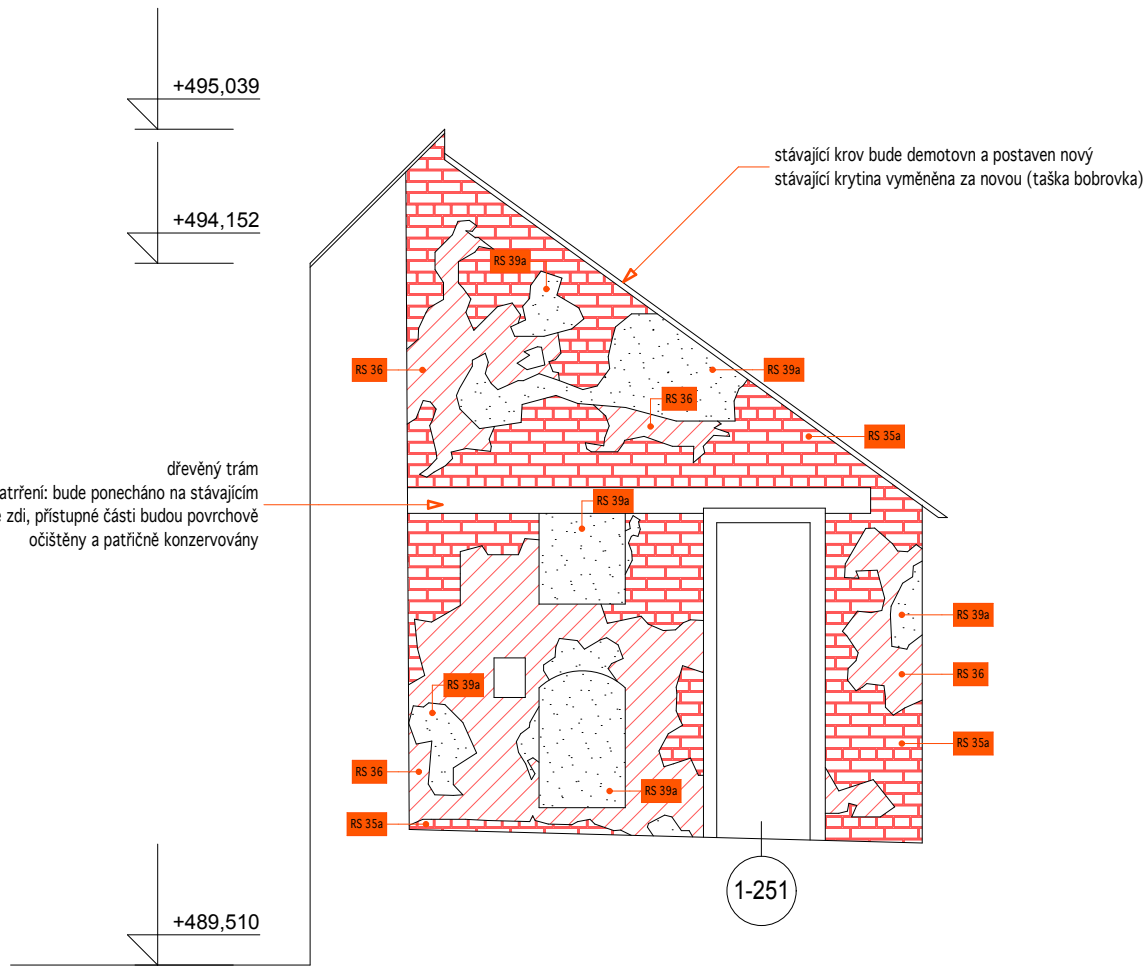 +495,039
stávající krov bude demotovn a postaven nový
stávající krytina vyměněna za novou (taška bobrovka)
+494,152
RS 39a
RS 36
RS 39a
RS 36
RS 35a
dřevěný trám
atření: bude ponecháno na stávajícím
zdi, přístupné části budou povrchově
očištěny a patřičně konzervovány
RS 39a
RS 39a
RS 36
RS 39a
RS 35a
RS 36
RS 39a
RS 35a
1-251
+489,510